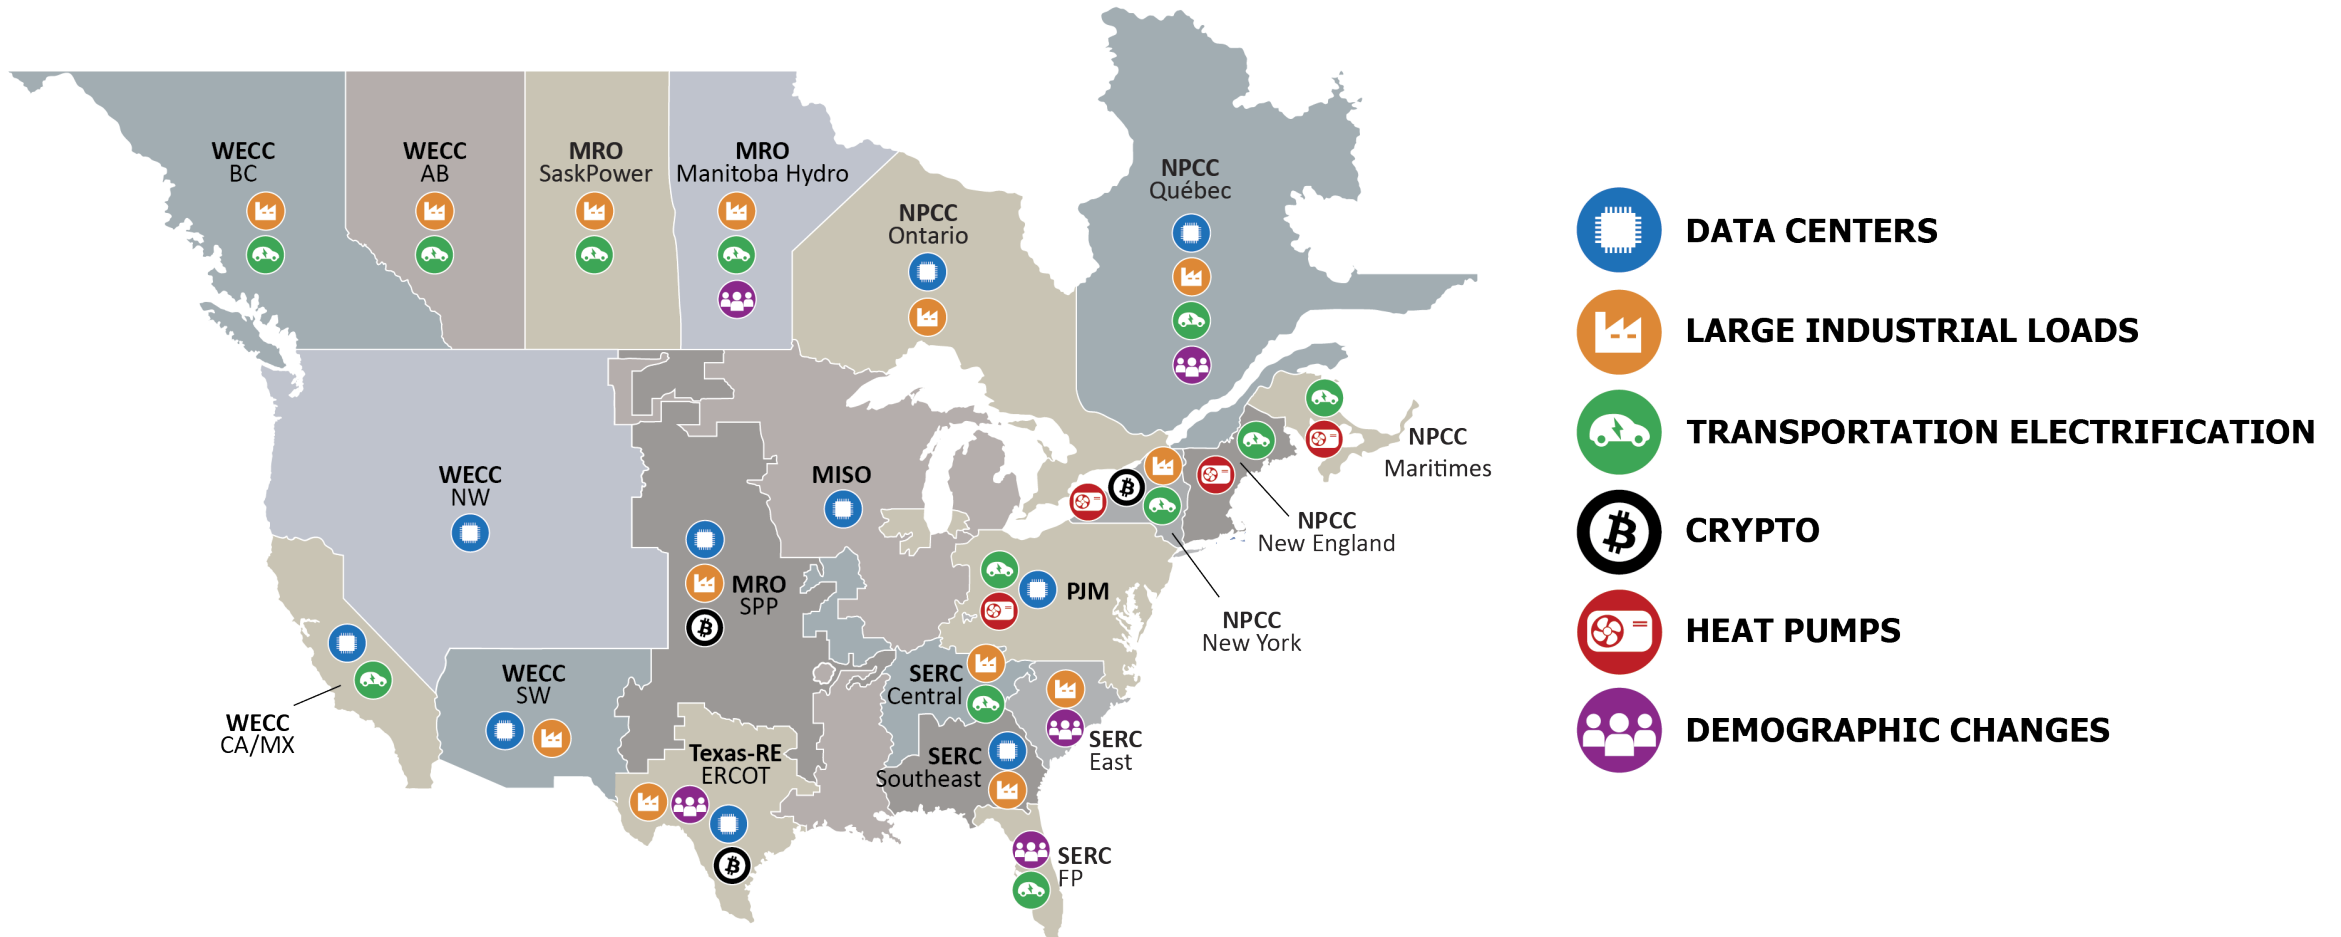 WECC
BC
WECC
AB
MRO
SaskPower
MRO
Manitoba Hydro
NPCC
Ontario
NPCC
Québec
WECC
NW
MISO
MRO
SPP
NPCC
Maritimes
NPCC
New England
NPCC
New York
PJM
WECC
CA/MX
WECC
SW
Texas-RE
ERCOT
SERC
Central
SERC
East
SERC
Southeast
SERC
FP
DATA CENTERS
LARGE INDUSTRIAL LOADS
TRANSPORTATION ELECTRIFICATION
CRYPTO
HEAT PUMPS
DEMOGRAPHIC CHANGES